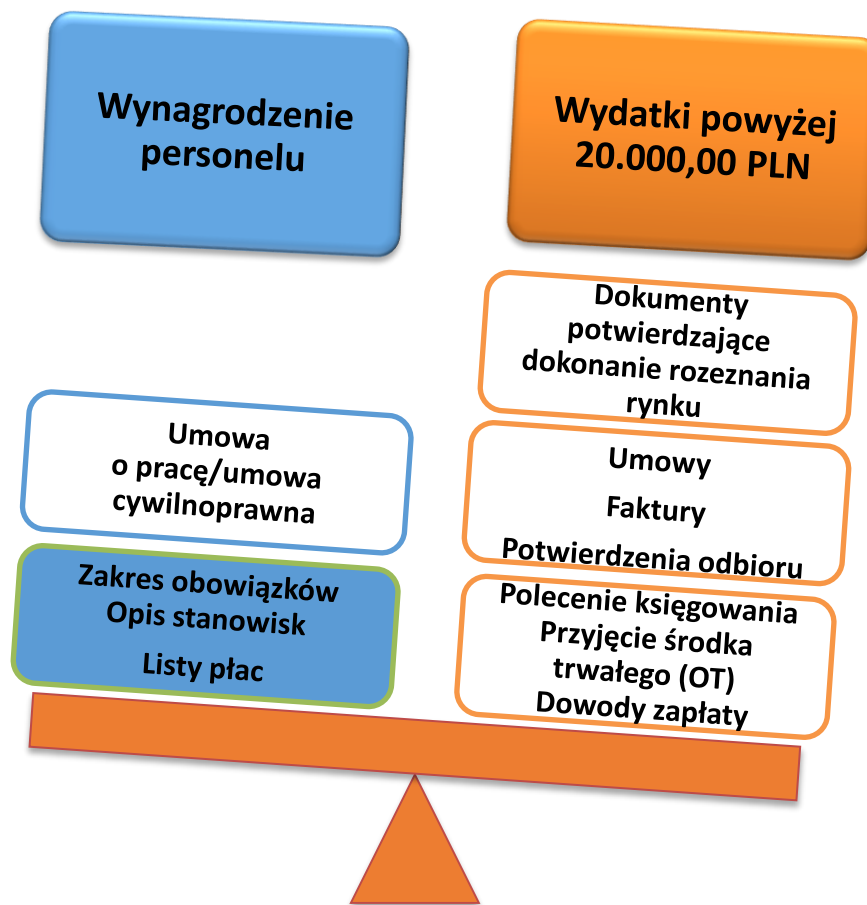 Wynagrodzenie
personelu
Umowa
o pracę/umowa
cywilnoprawna
Zakres obowiązków
Opis stanowisk
Listy płac
Wydatki powyżej
20.000,00 PLN
Dokumenty
potwierdzające
dokonanie rozeznania
rynku
Umowy
Faktury
Potwierdzenia odbioru
Polecenie księgowania
Przyjęcie środka
trwałego (OT)
Dowody zapłaty